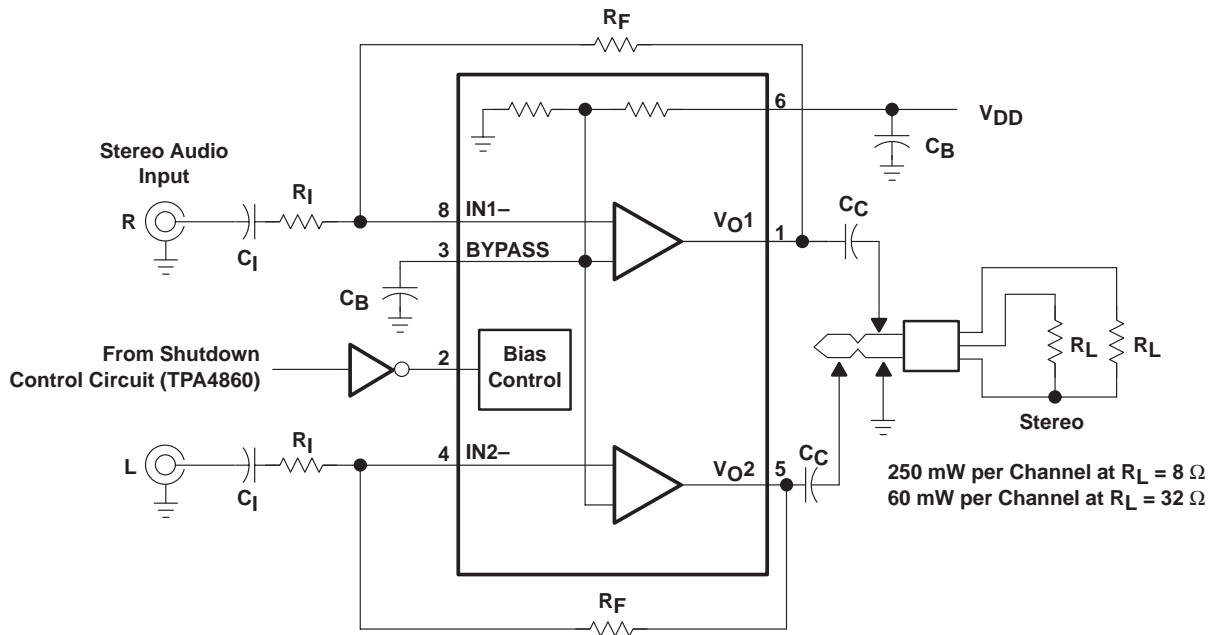 RF
6
VDD
CB
Stereo Audio
Input
R
CI
RI
8
IN1–
VO1
1
CC
3
BYPASS
CB
From Shutdown
Control Circuit (TPA4860)
2
Bias
Control
RL
RL
Stereo
L
CI
RI
4
IN2–
VO2
5
CC
250 mW per Channel at RL = 8 Ω
60 mW per Channel at RL = 32 Ω
RF